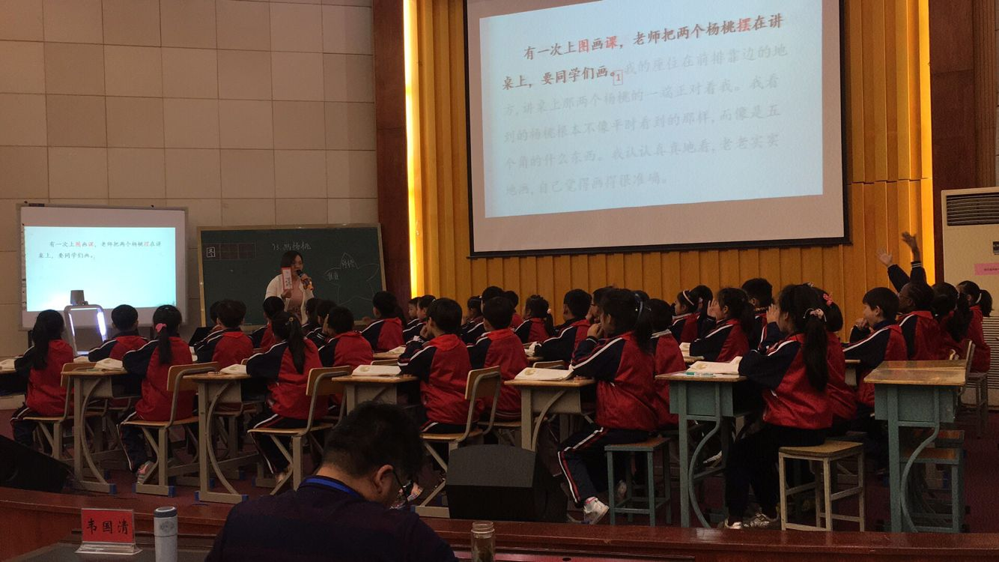 有一次上图画课，老师把两个杨桃摆在讲
桌上，要同学们画。1我的座位在前排靠边的地
方，讲桌上那两个杨桃的一端正对着我。我看
到的杨桃根本不像平时看到的那样，而像是五
个角的什么东西。我认认真真地看，老老实实
地画，自己觉得画得很准确。
有一次上图画课，老师把两个杨桃摆在讲
桌上，要同学们画。
图
13.画杨桃
韦国清